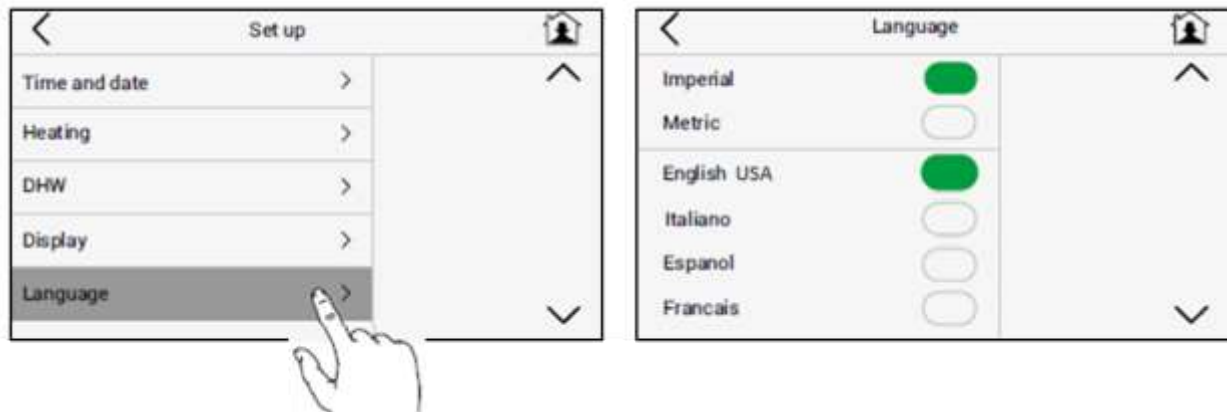 Set up
Time and date
Heating
DHW
Display
Language
Language
Imperial
Metric
English USA
Italiano
Espanol
Francais